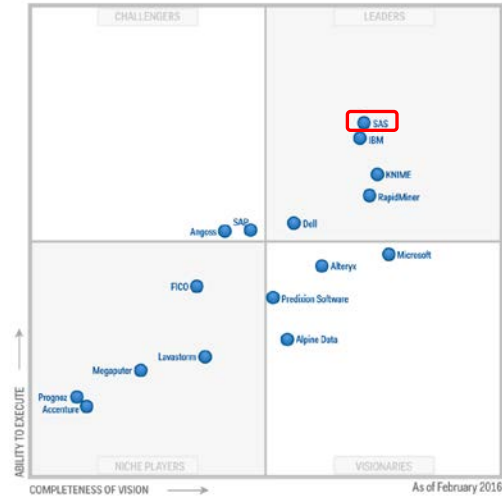 CHALLENGERS
LEADERS
SAS
IBM
KNIME
RapidMiner
Dell
SAP
Angoss
Microsoft
Alteryx
FICO
Predixion Software
Alpine Data
Lavastorm
Megaputer
Prognoz
Accenture
ABILITY TO EXECUTE
NICHE PLAYERS
VISIONARIES
COMPLETENESS OF VISION
As of February 2016